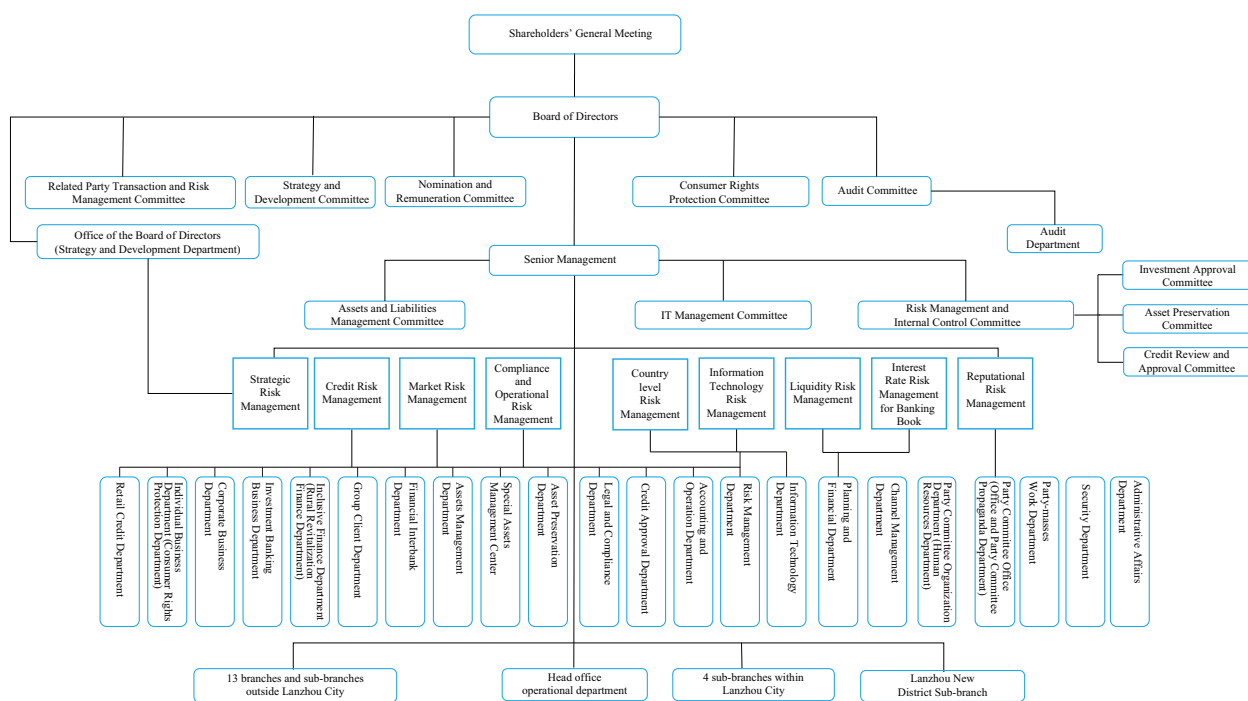 Shareholders’ General Meeting
Board of Directors
Related Party Transaction and Risk
Management Committee
Strategy and
Development Committee
Nomination and
Remuneration Committee
Consumer Rights
Protection Committee
Audit Committee
Office of the Board of Directors
(Strategy and Development Department)
Audit
Department
Senior Management
Investment Approval
Committee
Assets and Liabilities
Management Committee
IT Management Committee
Risk Management and
Internal Control Committee
Asset Preservation
Committee
Credit Review and
Approval Committee
Strategic
Risk
Management
Credit Risk
Management
Market Risk
Management
Compliance
and
Operational
Risk
Management
Country
level
Risk
Management
Information
Technology
Risk
Management
Liquidity Risk
Management
Interest
Rate Risk
Management
for Banking
Book
Reputational
Risk
Management
Retail Credit Department
Individual Business
Department (Consumer Rights
Protection Department)
Corporate Business
Department
Investment Banking
Business Department
Inclusive Finance Department
(Rural Revitalization
Finance Department)
Group Client Department
Financial Interbank
Department
Assets Management
Department
Special Assets
Management Center
Asset Preservation
Department
Legal and Compliance
Department
Credit Approval Department
Accounting and
Operation Department
Risk Management
Department
Information Technology
Department
Planning and
Financial Department
Channel Management
Department
Party Committee Organization
Department (Human
Resources Department)
Party Committee Office
(Office and Party Committee
Propaganda Department)
Party-masses
Work Department
Security Department
Administrative Affairs
Department
13 branches and sub-branches
outside Lanzhou City
Head office
operational department
4 sub-branches within
Lanzhou City
Lanzhou New
District Sub-branch